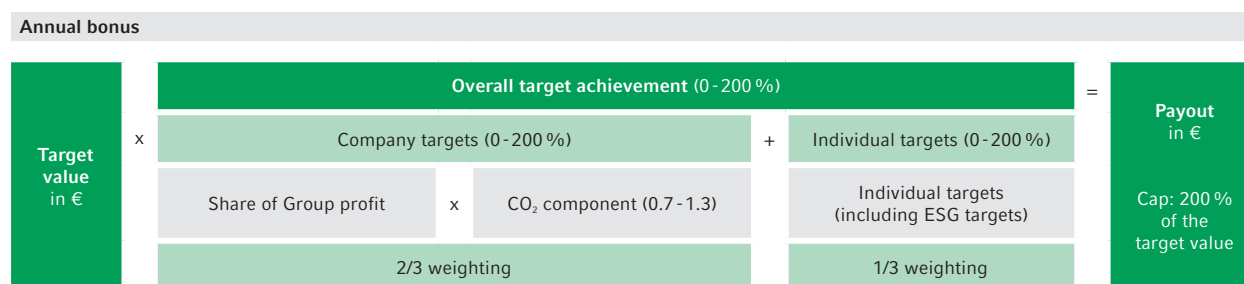 Annual bonus
Target
value
in €
x
Overall target achievement (0 - 200 %)
Company targets (0 - 200 %)
+
Individual targets (0 - 200 %)
Share of Group profit
x
CO₂ component (0.7 - 1.3)
Individual targets
(including ESG targets)
2/3 weighting
1/3 weighting
=
Payout
in €
Cap: 200 %
of the
target value